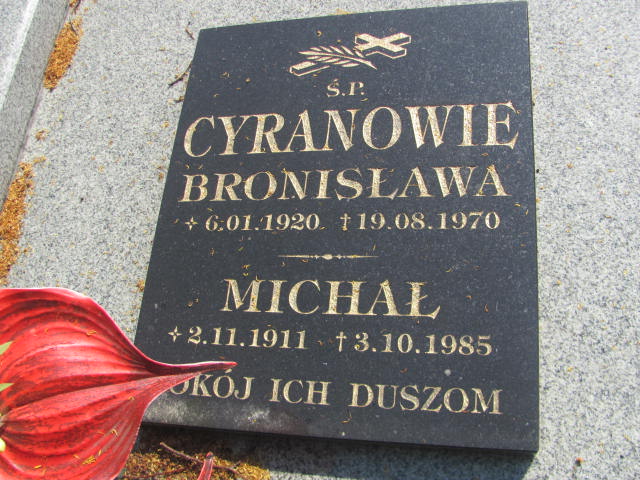 Ś.P.
CYRANOWIE
BRONISŁAWA
6.01.1920 †19.08.1970
MICHAŁ
2.11.1911 †3.10.1985
OKÓJ ICH DUSZOM